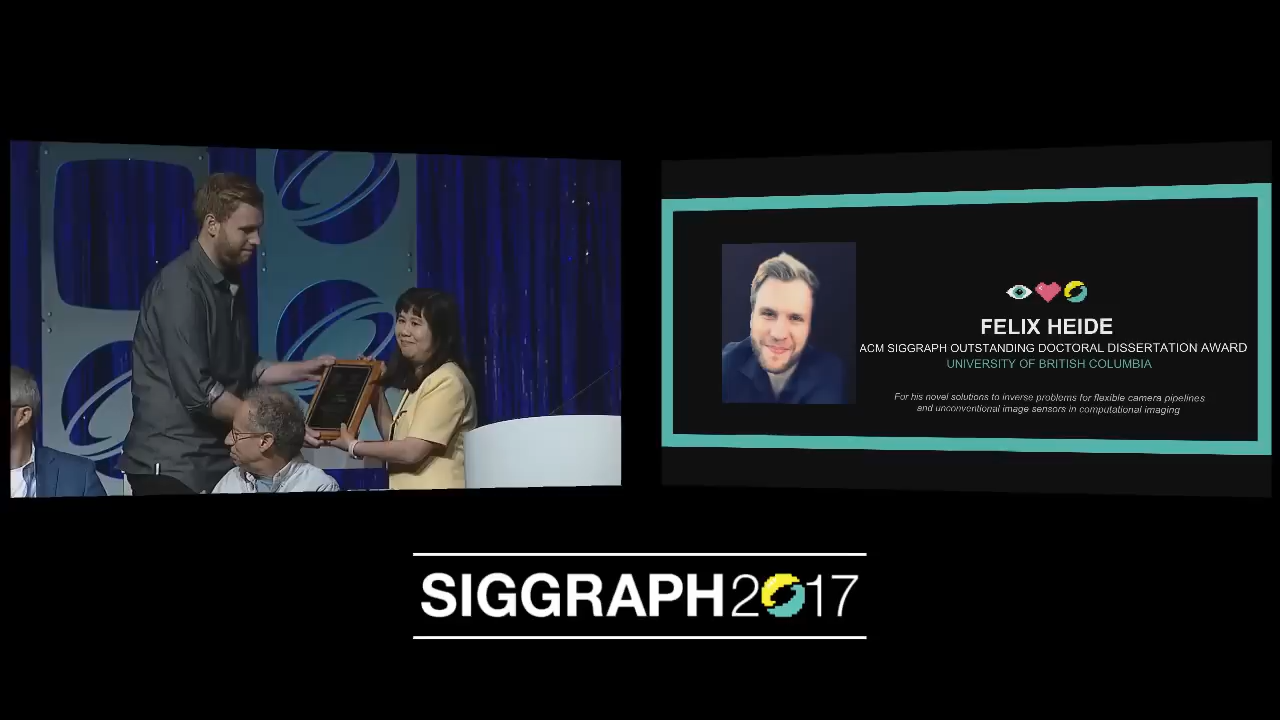 FELIX HEIDE
ACM SIGGRAPH OUTSTANDING DOCTORAL DISSERTATION AWARD
UNIVERSITY OF BRITISH COLUMBIA
For his novel solutions to inverse problems for flexible camera pipelines
and unconventional image sensors in computational imaging
SIGGRAPH2017